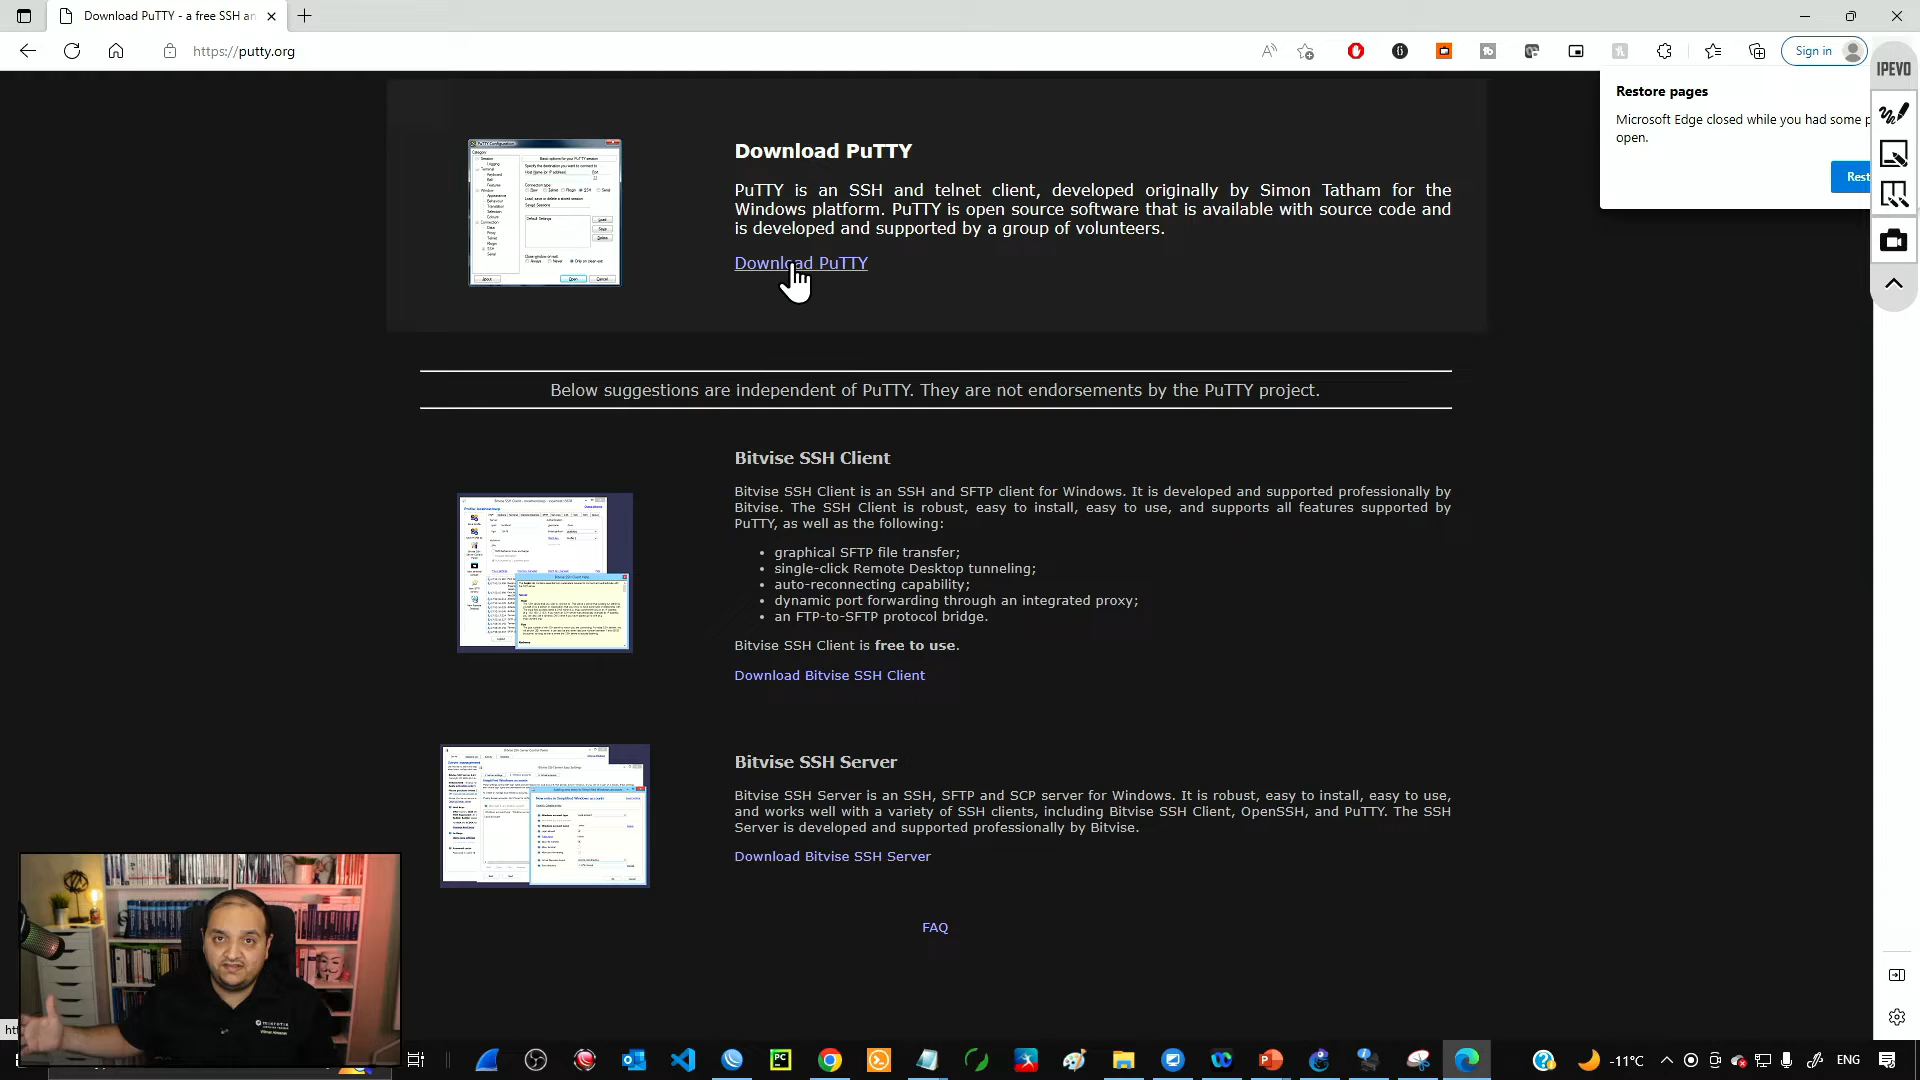 Download PuTTY - a free SSH an
https://putty.org
Sign in
IPEVO
Restore pages
Microsoft Edge closed while you had some p
open.
Rest
Download PuTTY
PuTTY is an SSH and telnet client, developed originally by Simon Tatham for the
Windows platform. PuTTY is open source software that is available with source code and
is developed and supported by a group of volunteers.
Download PuTTY
Below suggestions are independent of PuTTY. They are not endorsements by the PuTTY project.
Bitvise SSH Client
Bitvise SSH Client is an SSH and SFTP client for Windows. It is developed and supported professionally by
Bitvise. The SSH Client is robust, easy to install, easy to use, and supports all features supported by
PuTTY, as well as the following:
• graphical SFTP file transfer;
• single-click Remote Desktop tunneling;
• auto-reconnecting capability;
• dynamic port forwarding through an integrated proxy;
• an FTP-to-SFTP protocol bridge.
Bitvise SSH Client is free to use.
Download Bitvise SSH Client
Bitvise SSH Server
Bitvise SSH Server is an SSH, SFTP and SCP server for Windows. It is robust, easy to install, easy to use,
and works well with a variety of SSH clients, including Bitvise SSH Client, OpenSSH, and PuTTY. The SSH
Server is developed and supported professionally by Bitvise.
Download Bitvise SSH Server
FAQ
-11°C
ENG